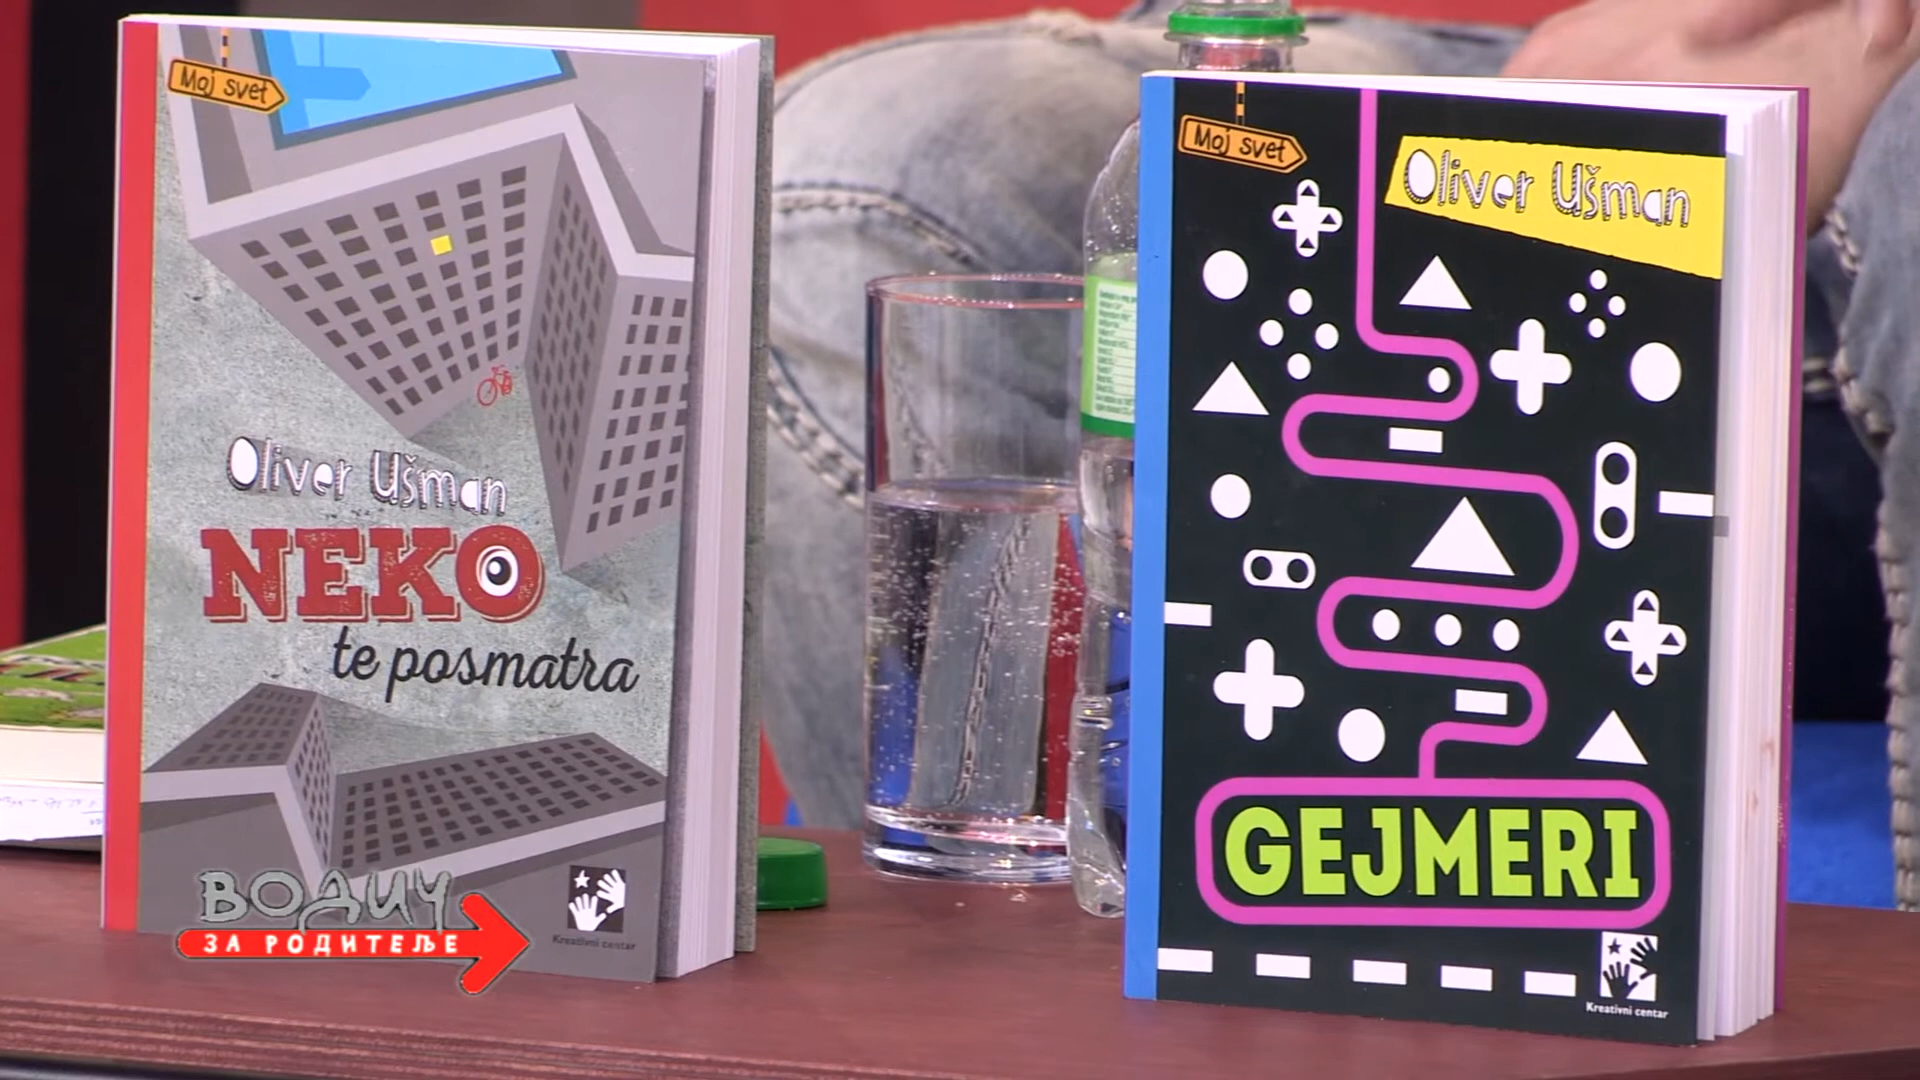 Moj svet
Oliver Ušman
NEKO
te posmatra
Kreativni centar
ВОДИЧ
ЗА РОДИТЕЉЕ
Moj svet
Oliver Ušman
GEJMERI
Kreativni centar